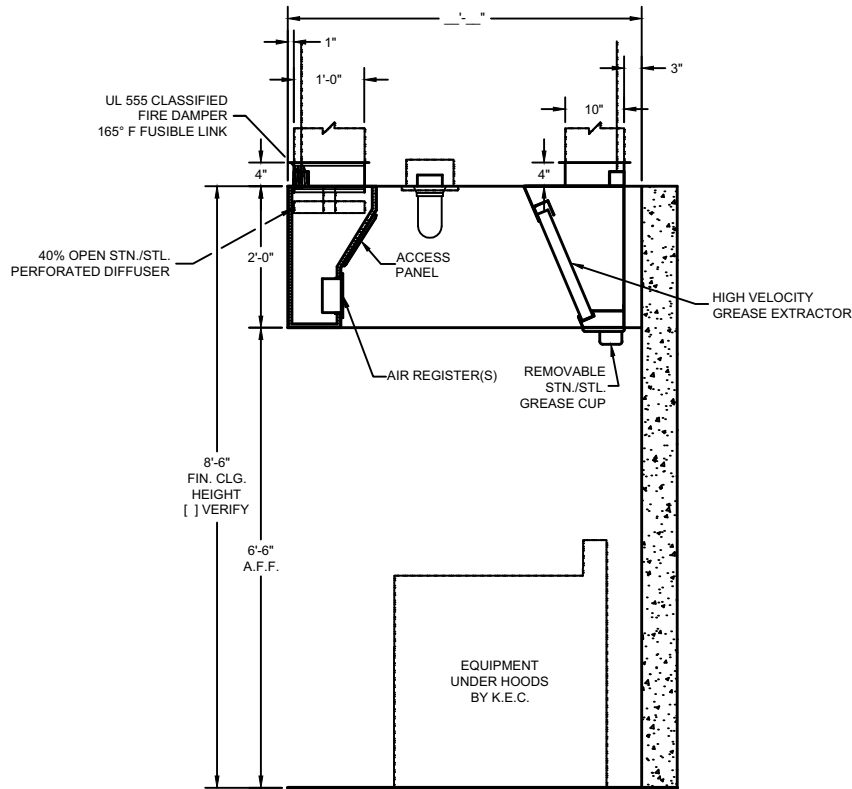 __'-__"
1"
3"
1'-0"
10"
UL 555 CLASSIFIED
FIRE DAMPER
165° F FUSIBLE LINK
4"
4"
2'-0"
40% OPEN STN./STL.
PERFORATED DIFFUSER
ACCESS
PANEL
HIGH VELOCITY
GREASE EXTRACTOR
AIR REGISTER(S)
REMOVABLE
STN./STL.
GREASE CUP
8'-6"
FIN. CLG.
HEIGHT
[ ] VERIFY
6'-6"
A.F.F.
EQUIPMENT
UNDER HOODS
BY K.E.C.